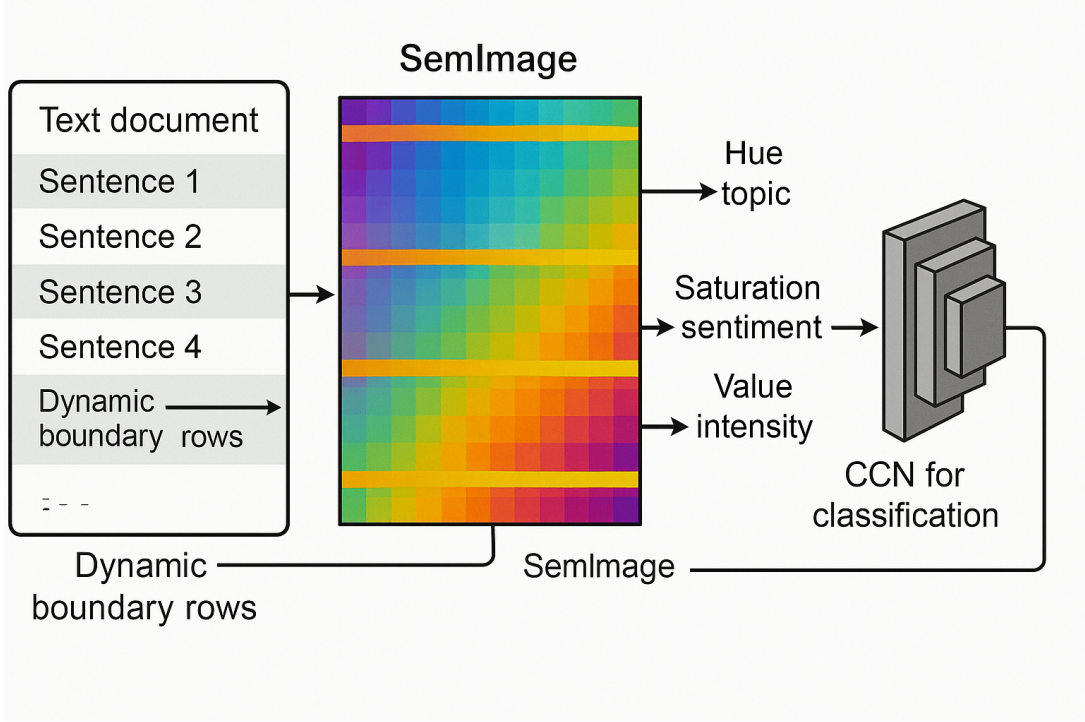 SemImage
Text document
Sentence 1
Sentence 2
Sentence 3
Sentence 4
Dynamic
boundary rows
Hue
topic
Saturation
sentiment
Value
intensity
CCN for
classification
Dynamic
boundary rows
SemImage